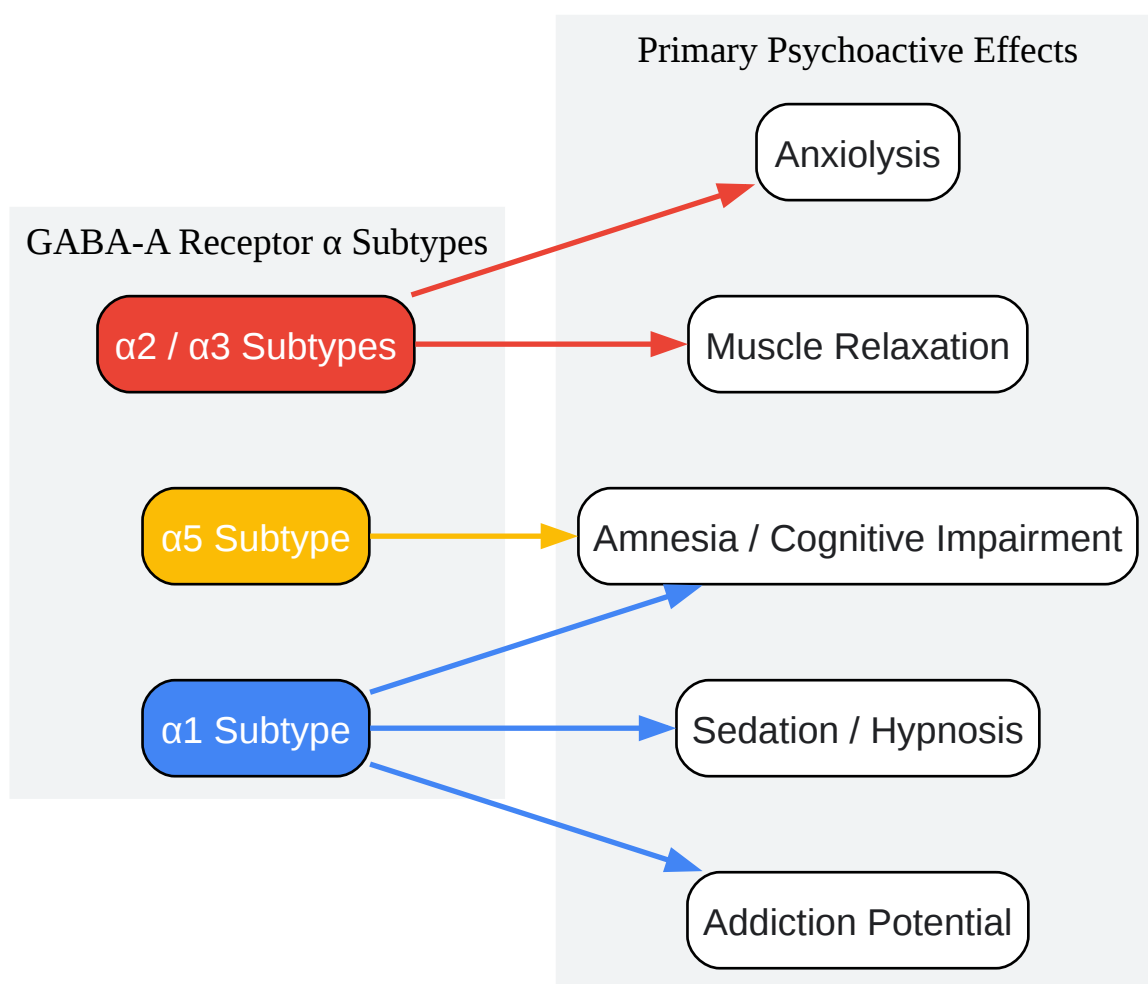 Primary Psychoactive Effects
Anxiolysis
GABA-A Receptor α Subtypes
α2 / α3 Subtypes
Muscle Relaxation
α5 Subtype
Amnesia / Cognitive Impairment
α1 Subtype
Sedation / Hypnosis
Addiction Potential